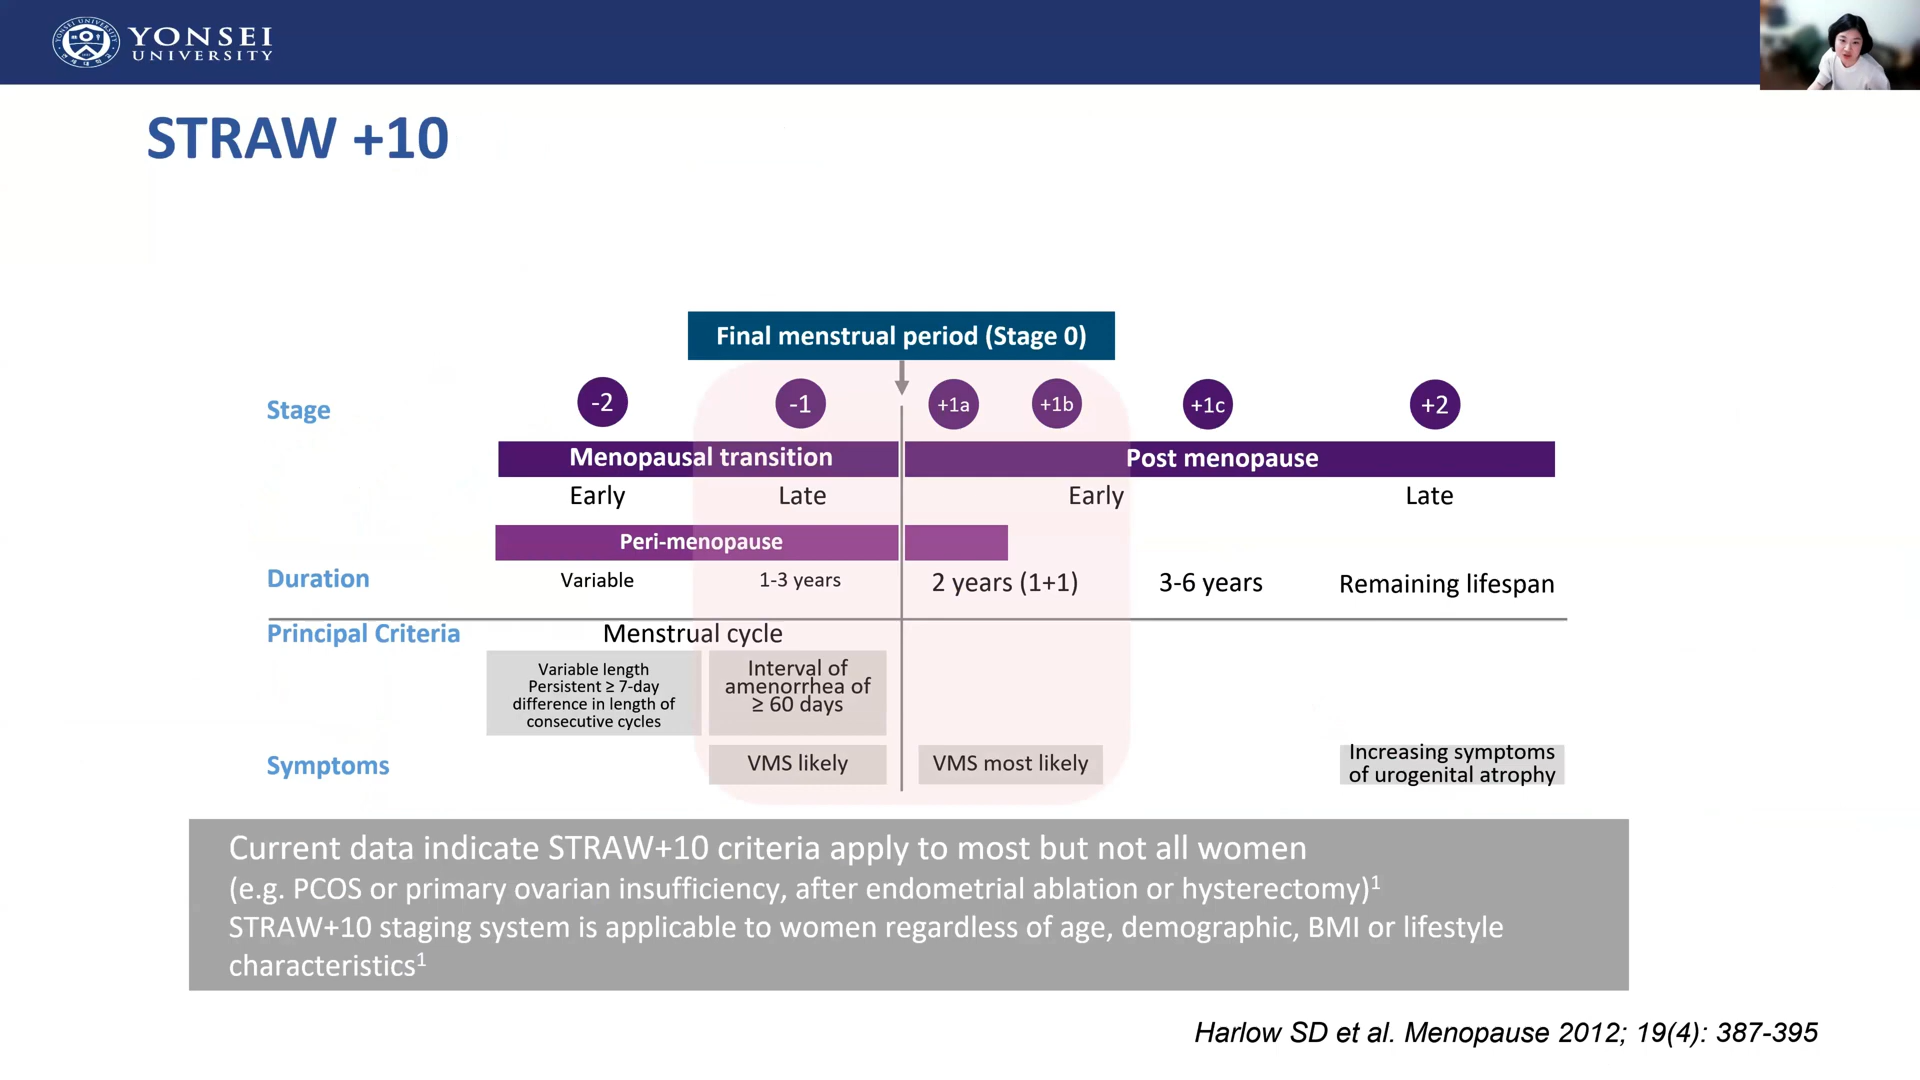 YONSEI
UNIVERSITY
STRAW +10
Final menstrual period (Stage 0)
Stage
-2
-1
+1a
+1b
+1c
+2
Menopausal transition
Post menopause
Early
Late
Early
Late
Peri-menopause
Duration
Variable
1-3 years
2 years (1+1)
3-6 years
Remaining lifespan
Principal Criteria
Menstrual cycle
Variable length
Persistent ≥ 7-day
difference in length of
consecutive cycles
Interval of
amenorrhea of
≥ 60 days
Symptoms
VMS likely
VMS most likely
Increasing symptoms
of urogenital atrophy
Current data indicate STRAW+10 criteria apply to most but not all women
(e.g. PCOS or primary ovarian insufficiency, after endometrial ablation or hysterectomy)¹
STRAW+10 staging system is applicable to women regardless of age, demographic, BMI or lifestyle
characteristics¹
Harlow SD et al. Menopause 2012; 19(4): 387-395